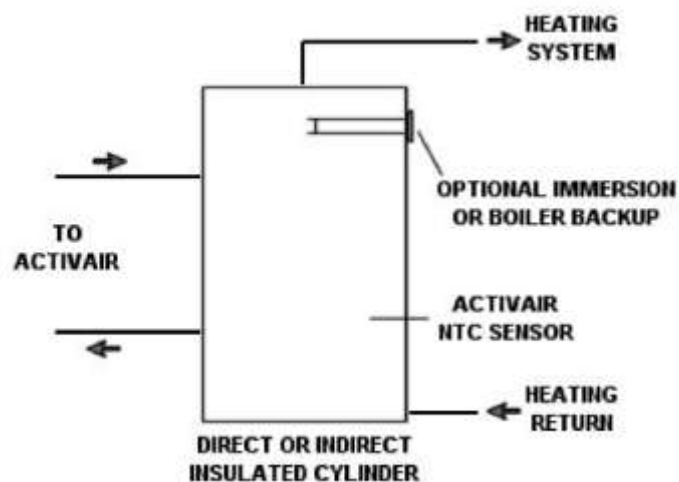 HEATING
SYSTEM
OPTIONAL IMMERSION
OR BOILER BACKUP
TO
ACTIVAIR
ACTIVAIR
NTC SENSOR
HEATING
RETURN
DIRECT OR INDIRECT
INSULATED CYLINDER